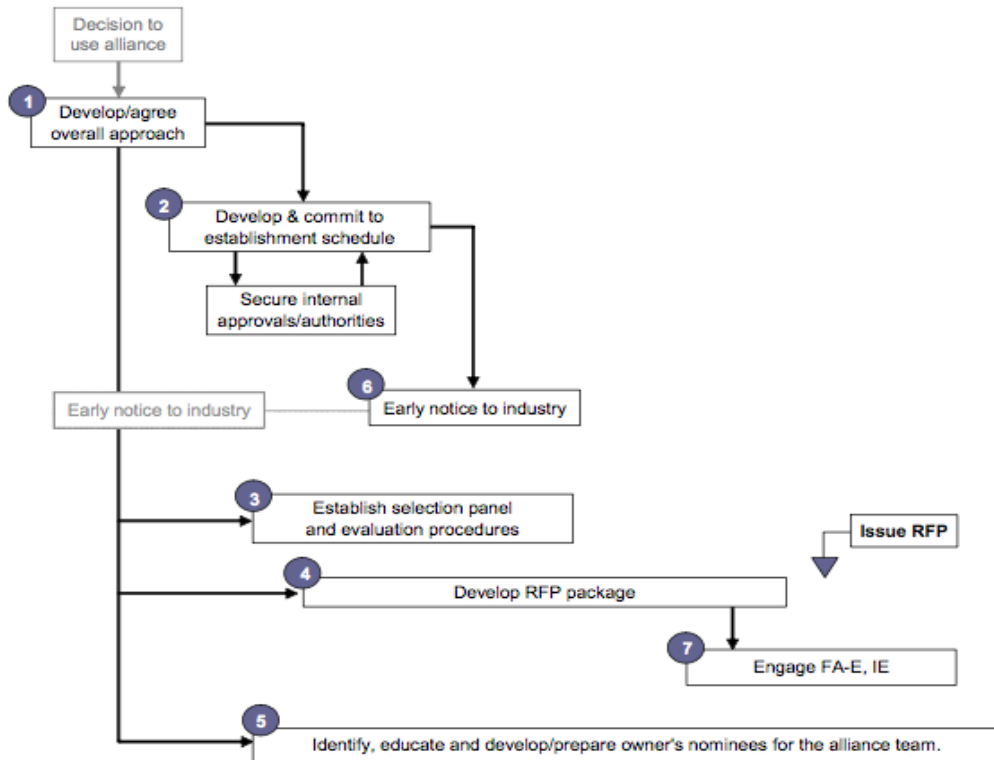 Decision to
use alliance
1
Develop/agree
overall approach
2
Develop & commit to
establishment schedule
Secure internal
approvals/authorities
6
Early notice to industry
Early notice to industry
3
Establish selection panel
and evaluation procedures
Issue RFP
4
Develop RFP package
7
Engage FA-E, IE
5
Identify, educate and develop/prepare owner's nominees for the alliance team.